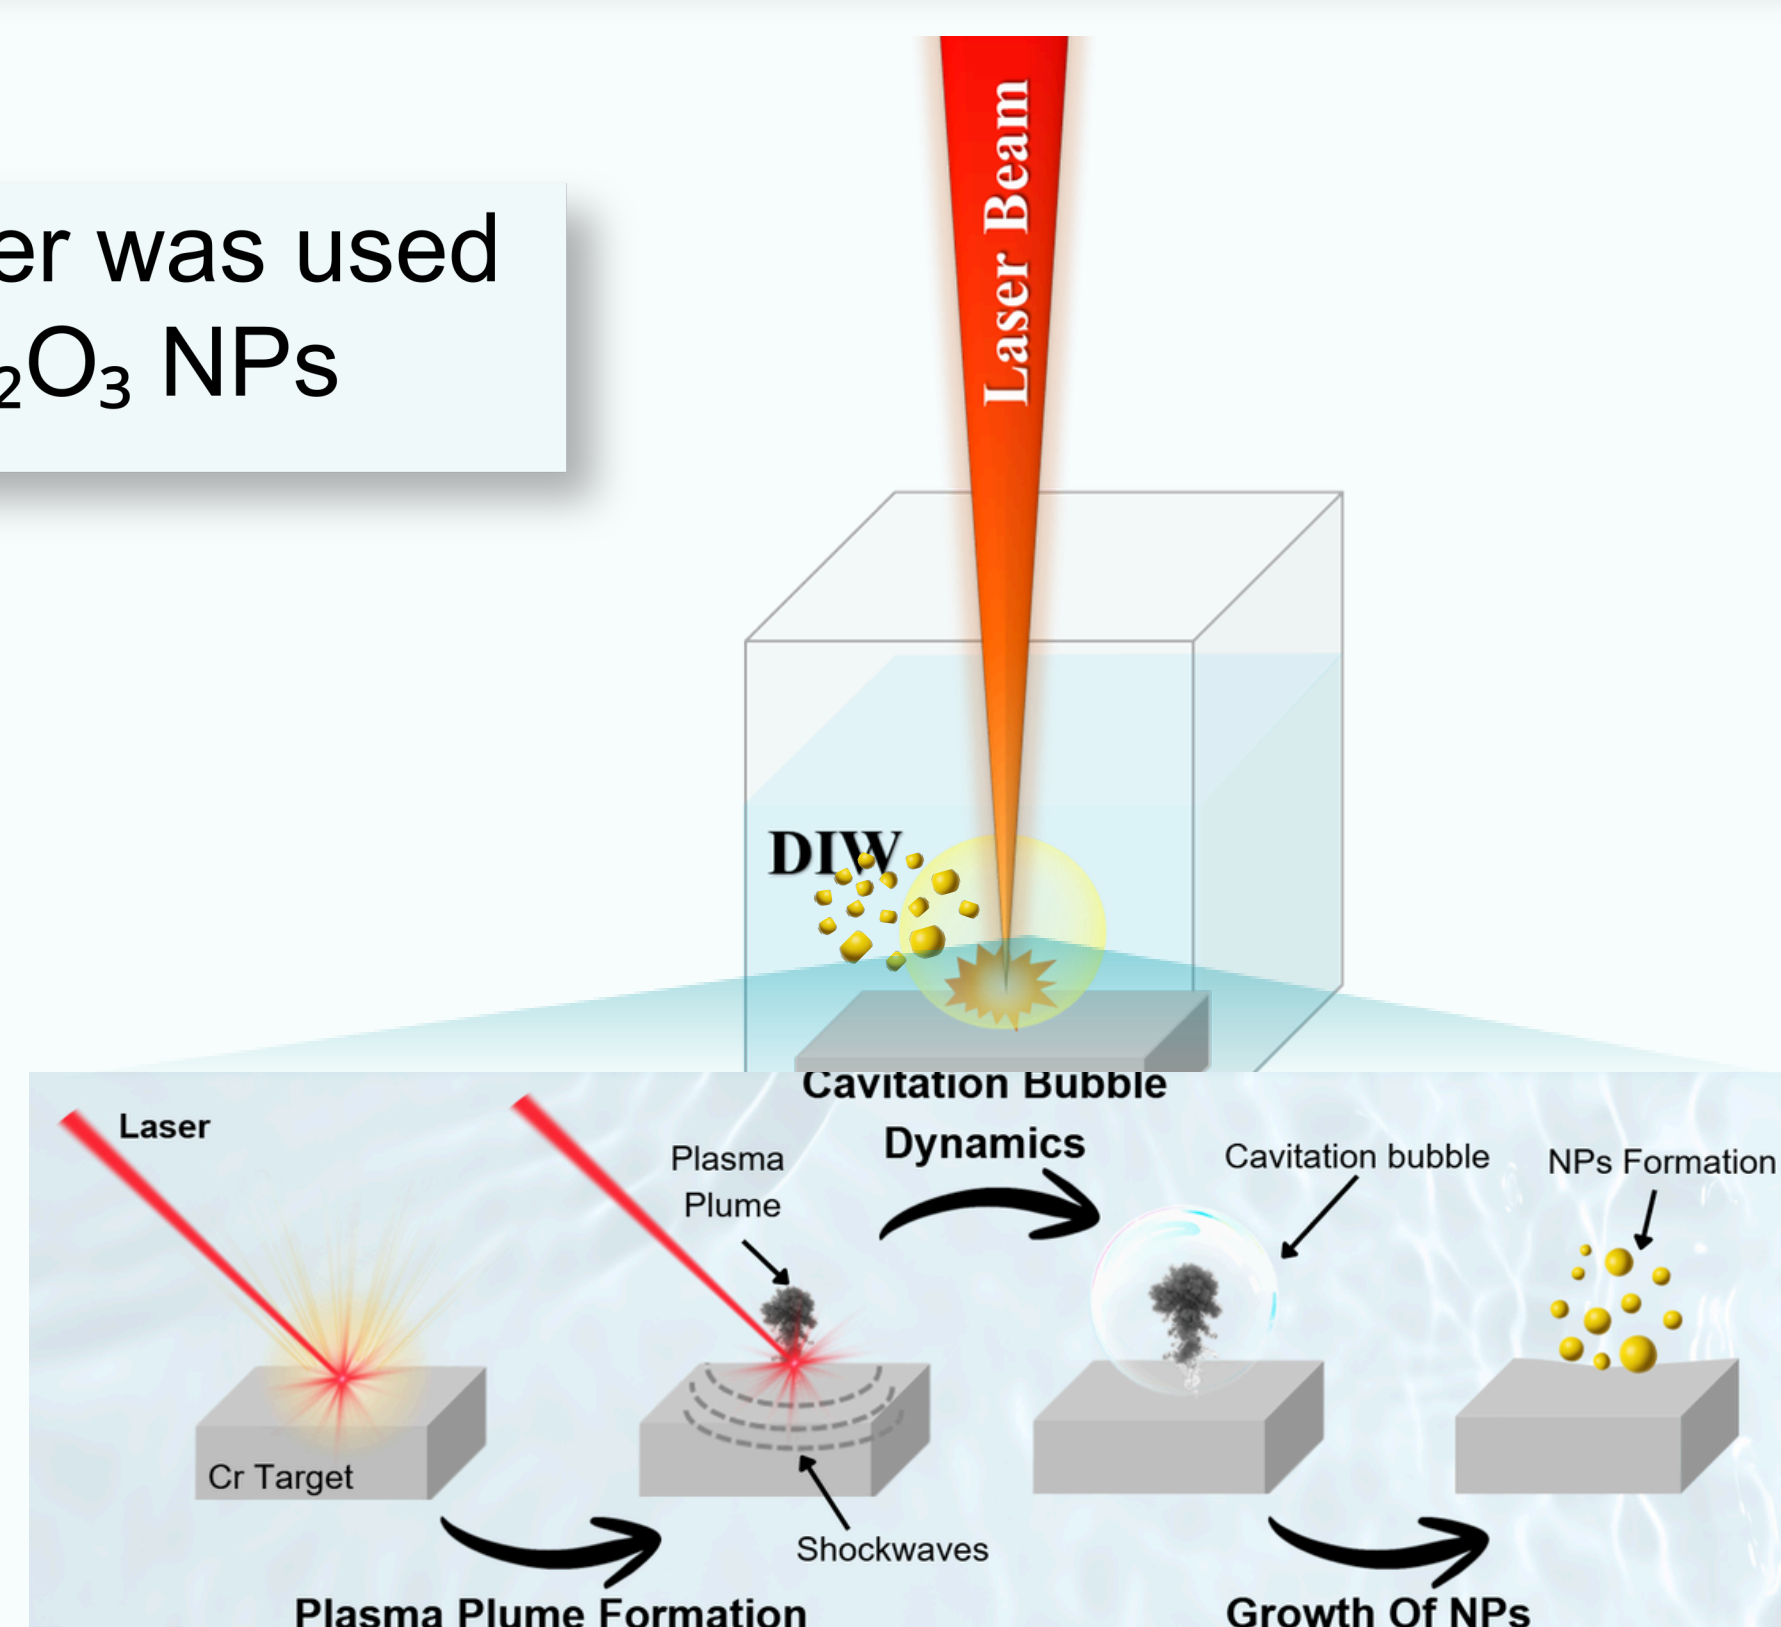 er was used
₂O₃ NPs
Laser Beam
DIW
Cavitation Bubble
Dynamics
Laser
Plasma
Plume
Cavitation bubble
NPs Formation
Cr Target
Shockwaves
Plasma Plume Formation
Growth Of NPs